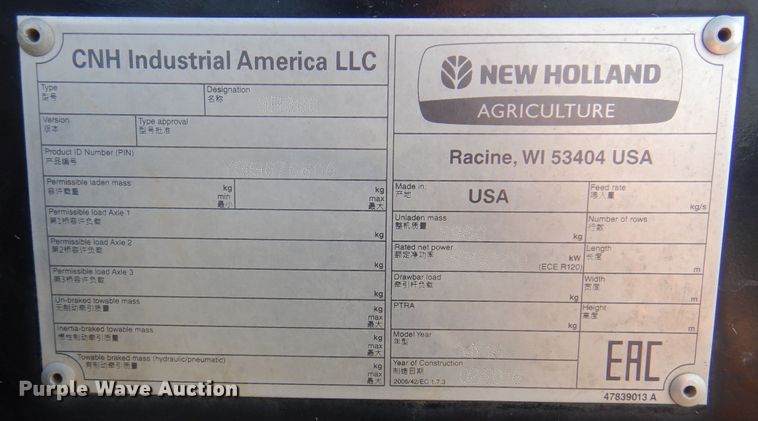 CNH Industrial America LLC
Type
型号
Designation
名称
Version
版本
Type approval
型号批准
Product ID Number (PIN)
产品编号
Permissible laden mass
容许载量
kg
min
最小
kg
max
最大
Permissible load Axle 1
第1桥容许负载
kg
Permissible load Axle 2
第2桥容许负载
kg
Permissible load Axle 3
第3桥容许负载
kg
Un-braked towable mass
无制动牵引质量
kg
max
最大
Inertia-braked towable mass
惯性制动牵引质量
kg
max
最大
Towable braked mass (hydraulic/pneumatic)
有制动牵引质量
kg
max
最大
NEW HOLLAND
AGRICULTURE
Racine, WI 53404 USA
Made in:
产地
USA
Feed rate
喂入量
kg/s
Unladen mass
整机质量
kg
Number of rows
行数
Rated net power
额定净功率
kW
(ECE R120)
Length
长度
m
Drawbar load
牵引杆负载
kg
Width
宽度
m
PTRA
kg
Height
高度
m
Model Year
年型
Year of Construction
制造日期
2006/42/EC 1.7.3
EAC
47839013 A
Purple Wave Auction